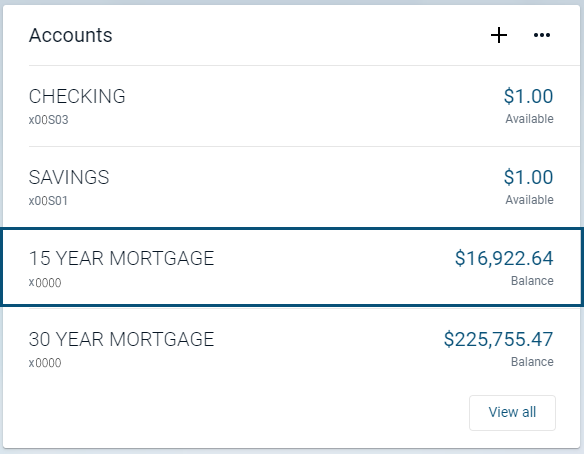 Accounts
CHECKING $1.00
x00S03 Available
SAVINGS $1.00
x00S01 Available
15 YEAR MORTGAGE $16,922.64
x0000 Balance
30 YEAR MORTGAGE $225,755.47
x0000 Balance
View all